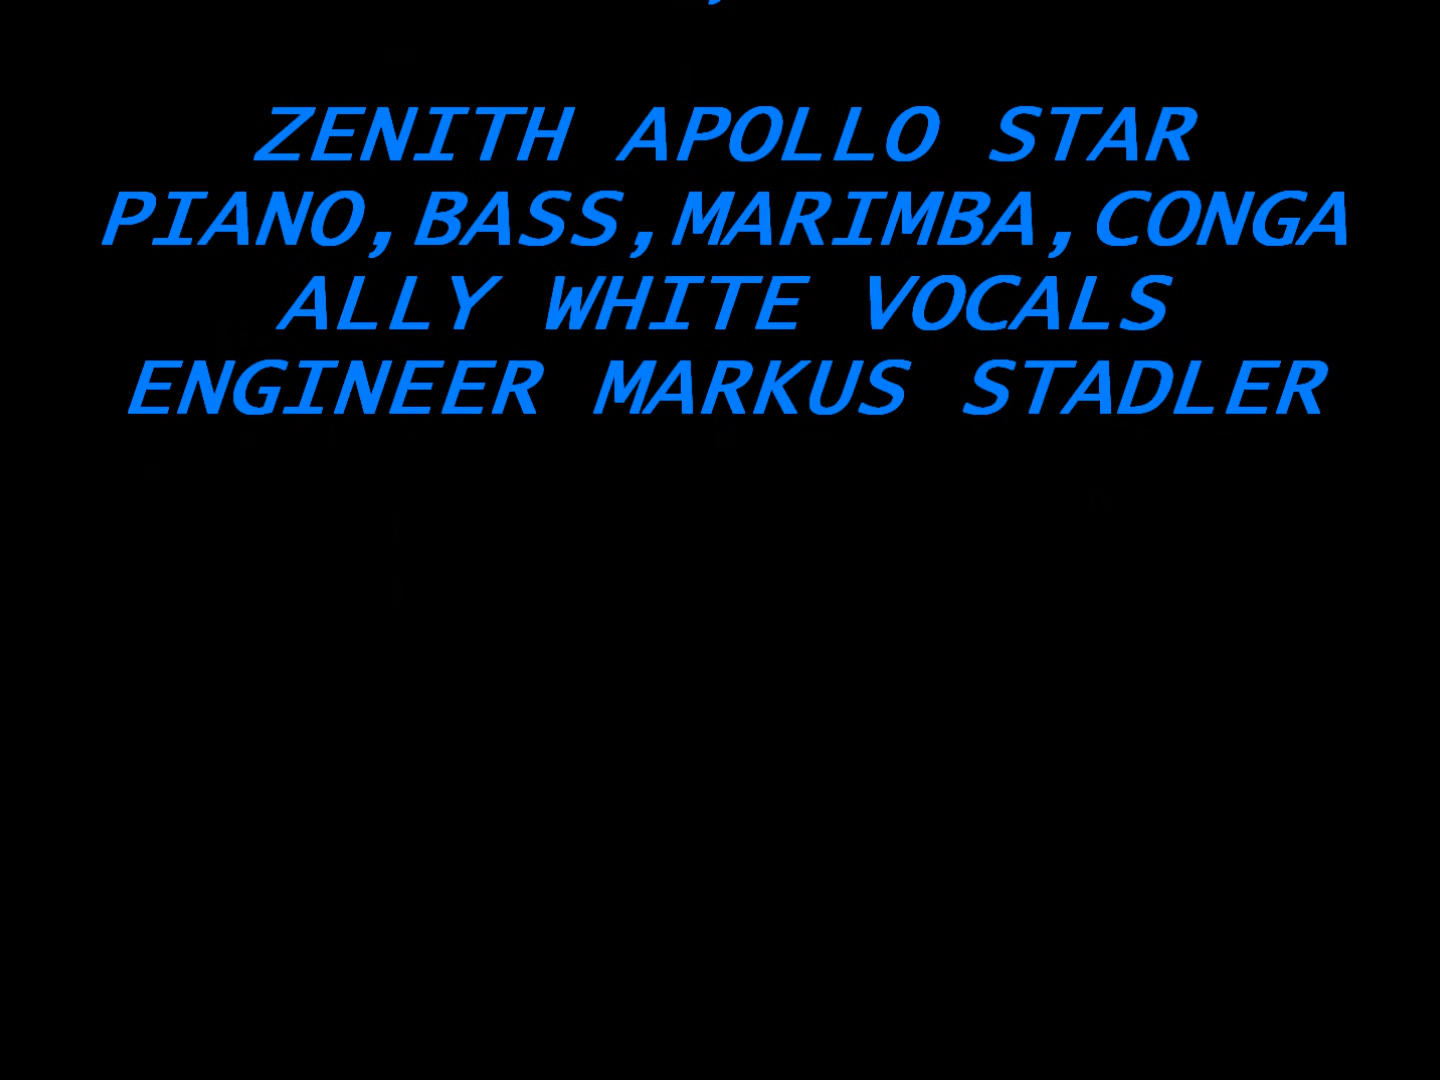 ZENITH APOLLO STAR
PIANO,BASS,MARIMBA,CONGA
ALLY WHITE VOCALS
ENGINEER MARKUS STADLER